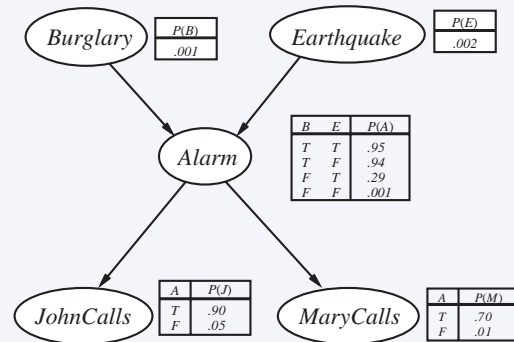 Burglary
P(B)
.001
Earthquake
P(E)
.002
Alarm
B E P(A)
T T .95
T F .94
F T .29
F F .001
JohnCalls
A P(J)
T .90
F .05
MaryCalls
A P(M)
T .70
F .01